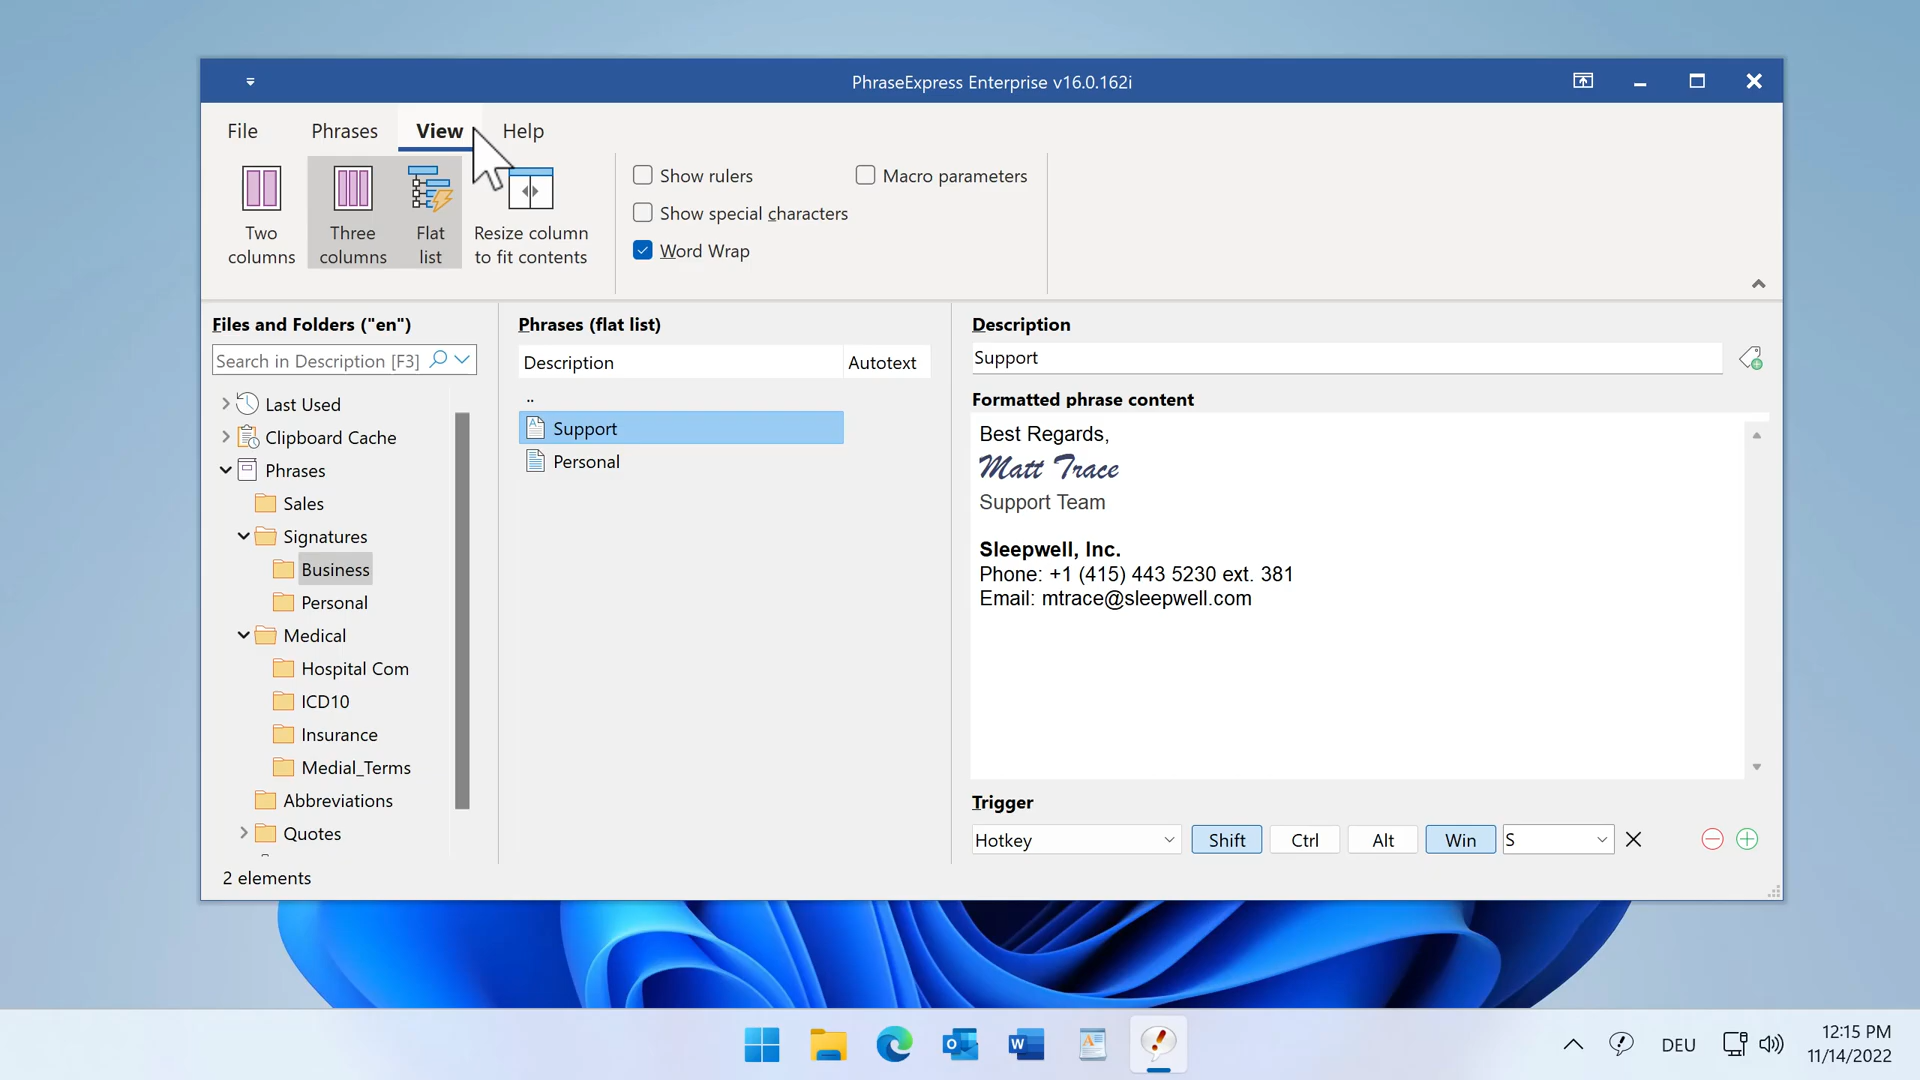 PhraseExpress Enterprise v16.0.162i
File Phrases View Help
Two columns
Three columns
Flat list
Resize column to fit contents
Show rulers
Macro parameters
Show special characters
Word Wrap
Files and Folders ("en")
Search in Description [F3]
Last Used
Clipboard Cache
Phrases
Sales
Signatures
Business
Personal
Medical
Hospital Com
ICD10
Insurance
Medial_Terms
Abbreviations
Quotes
2 elements
Phrases (flat list)
Description Autotext
..
Support
Personal
Description
Support
Formatted phrase content
Best Regards,
Matt Trace
Support Team
Sleepwell, Inc.
Phone: +1 (415) 443 5230 ext. 381
Email: mtrace@sleepwell.com
Trigger
Hotkey Shift Ctrl Alt Win S
DEU
12:15 PM
11/14/2022